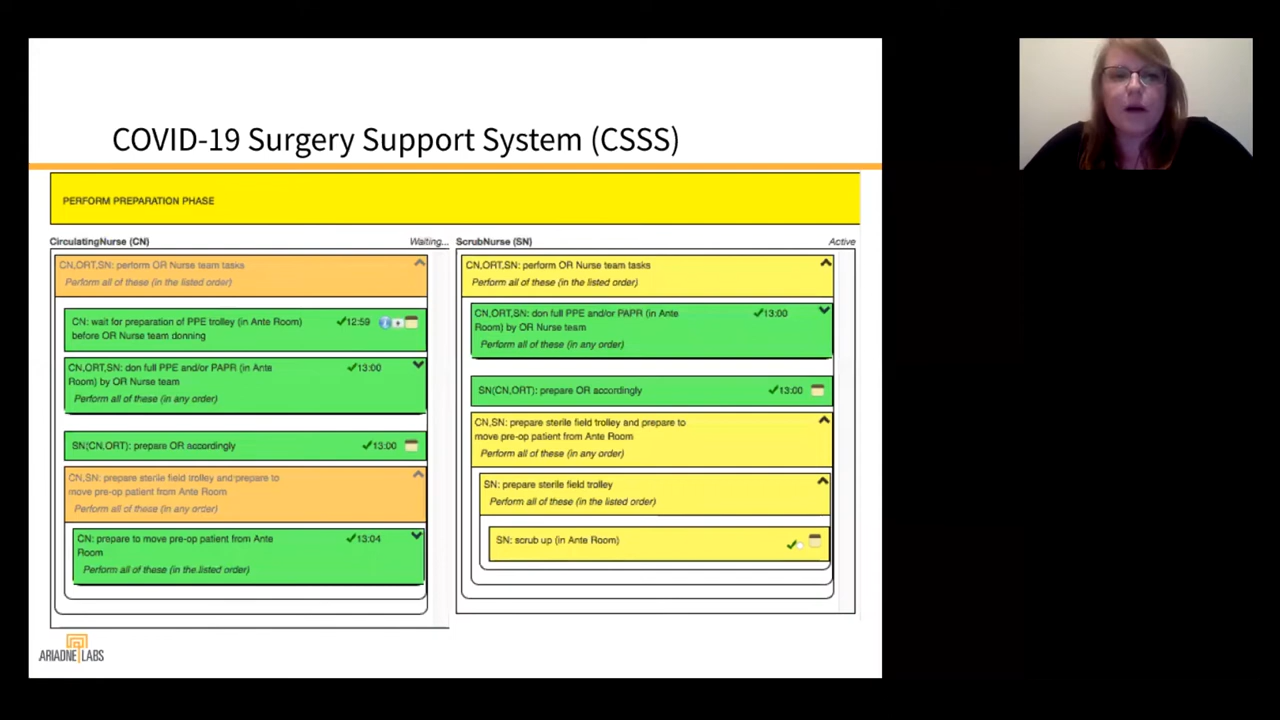 COVID-19 Surgery Support System (CSSS)
PERFORM PREPARATION PHASE
CirculatingNurse (CN)
Waiting...
CN,ORT,SN: perform OR Nurse team tasks
Perform all of these (in the listed order)
CN: wait for preparation of PPE trolley (in Ante Room)
before OR Nurse team donning
12:59
CN,ORT,SN: don full PPE and/or PAPR (in Ante
Room) by OR Nurse team
Perform all of these (in any order)
13:00
SN(CN,ORT): prepare OR accordingly
13:00
CN,SN: prepare sterile field trolley and prepare to
move pre-op patient from Ante Room
Perform all of these (in any order)
CN: prepare to move pre-op patient from Ante
Room
Perform all of these (in the listed order)
13:04
ScrubNurse (SN)
Active
CN,ORT,SN: perform OR Nurse team tasks
Perform all of these (in the listed order)
CN,ORT,SN: don full PPE and/or PAPR (in Ante
Room) by OR Nurse team
Perform all of these (in any order)
13:00
SN(CN,ORT): prepare OR accordingly
13:00
CN,SN: prepare sterile field trolley and prepare to
move pre-op patient from Ante Room
Perform all of these (in any order)
SN: prepare sterile field trolley
Perform all of these (in the listed order)
SN: scrub up (in Ante Room)
ARIADNE LABS